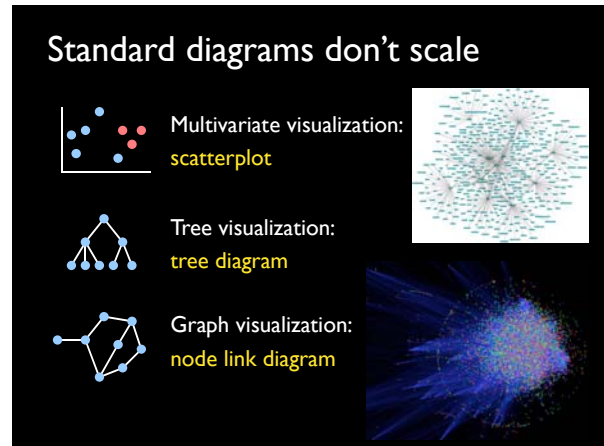 Standard diagrams don't scale
Multivariate visualization:
scatterplot
Tree visualization:
tree diagram
Graph visualization:
node link diagram